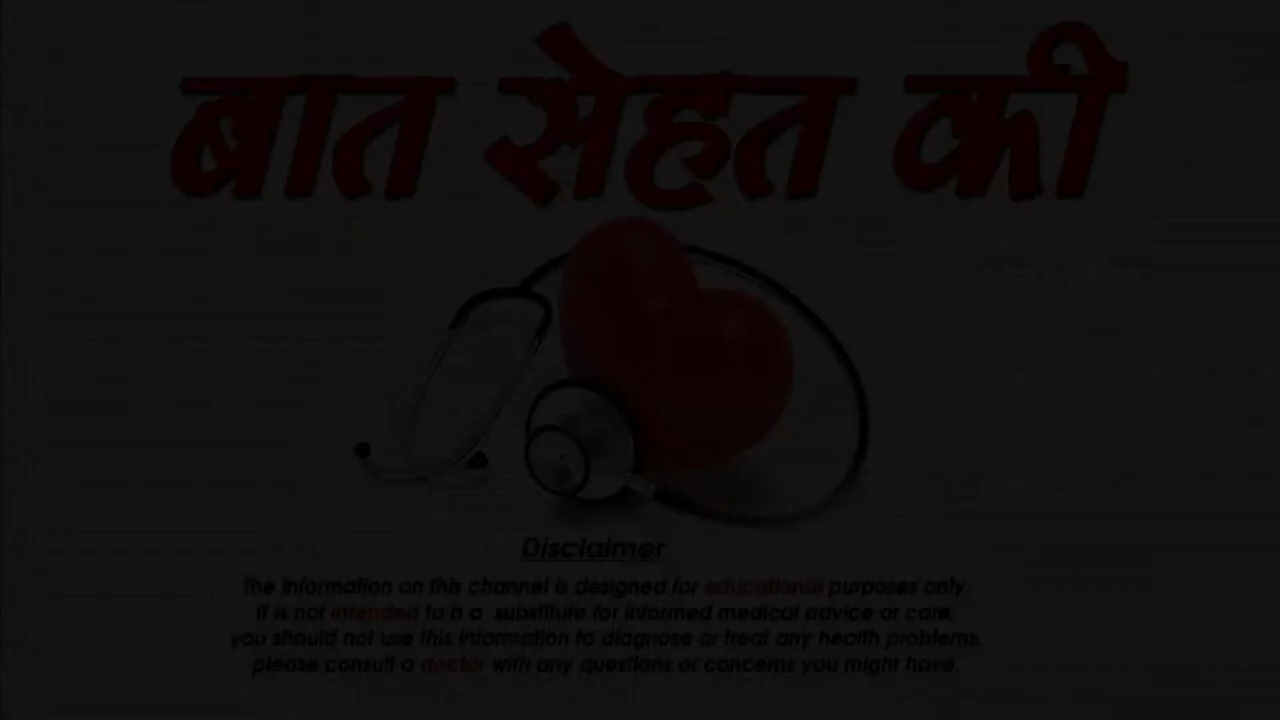 बात सेहत की
Disclaimer
The Information on this channel is designed for educational purposes only.
it is not intended to b a substitute for informed medical advice or care.
you should not use this information to diagnose or treat any health problems.
please consult a doctor with any questions or concerns you might have.